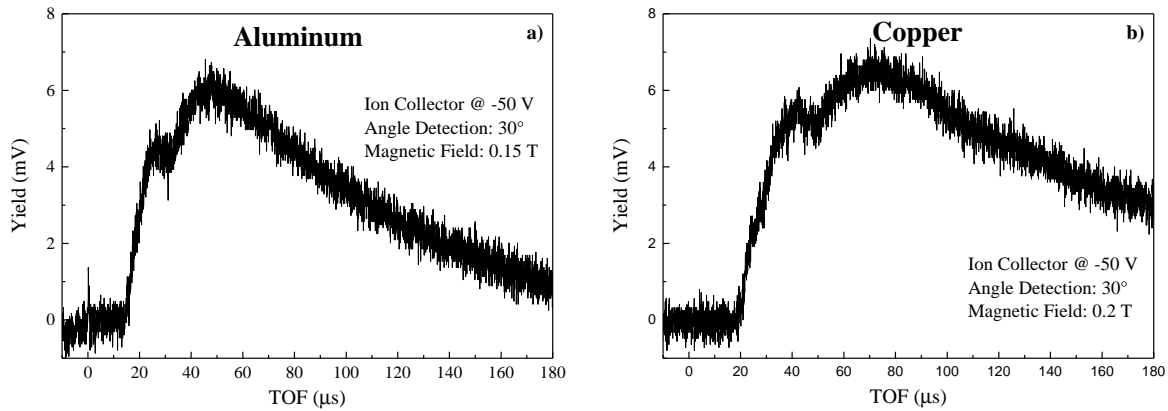 Aluminum
a)
Ion Collector @ -50 V
Angle Detection: 30°
Magnetic Field: 0.15 T
Yield (mV)
8
6
4
2
0
0 20 40 60 80 100 120 140 160 180
TOF (μs)
Copper
b)
Ion Collector @ -50 V
Angle Detection: 30°
Magnetic Field: 0.2 T
Yield (mV)
8
6
4
2
0
0 20 40 60 80 100 120 140 160 180
TOF (μs)